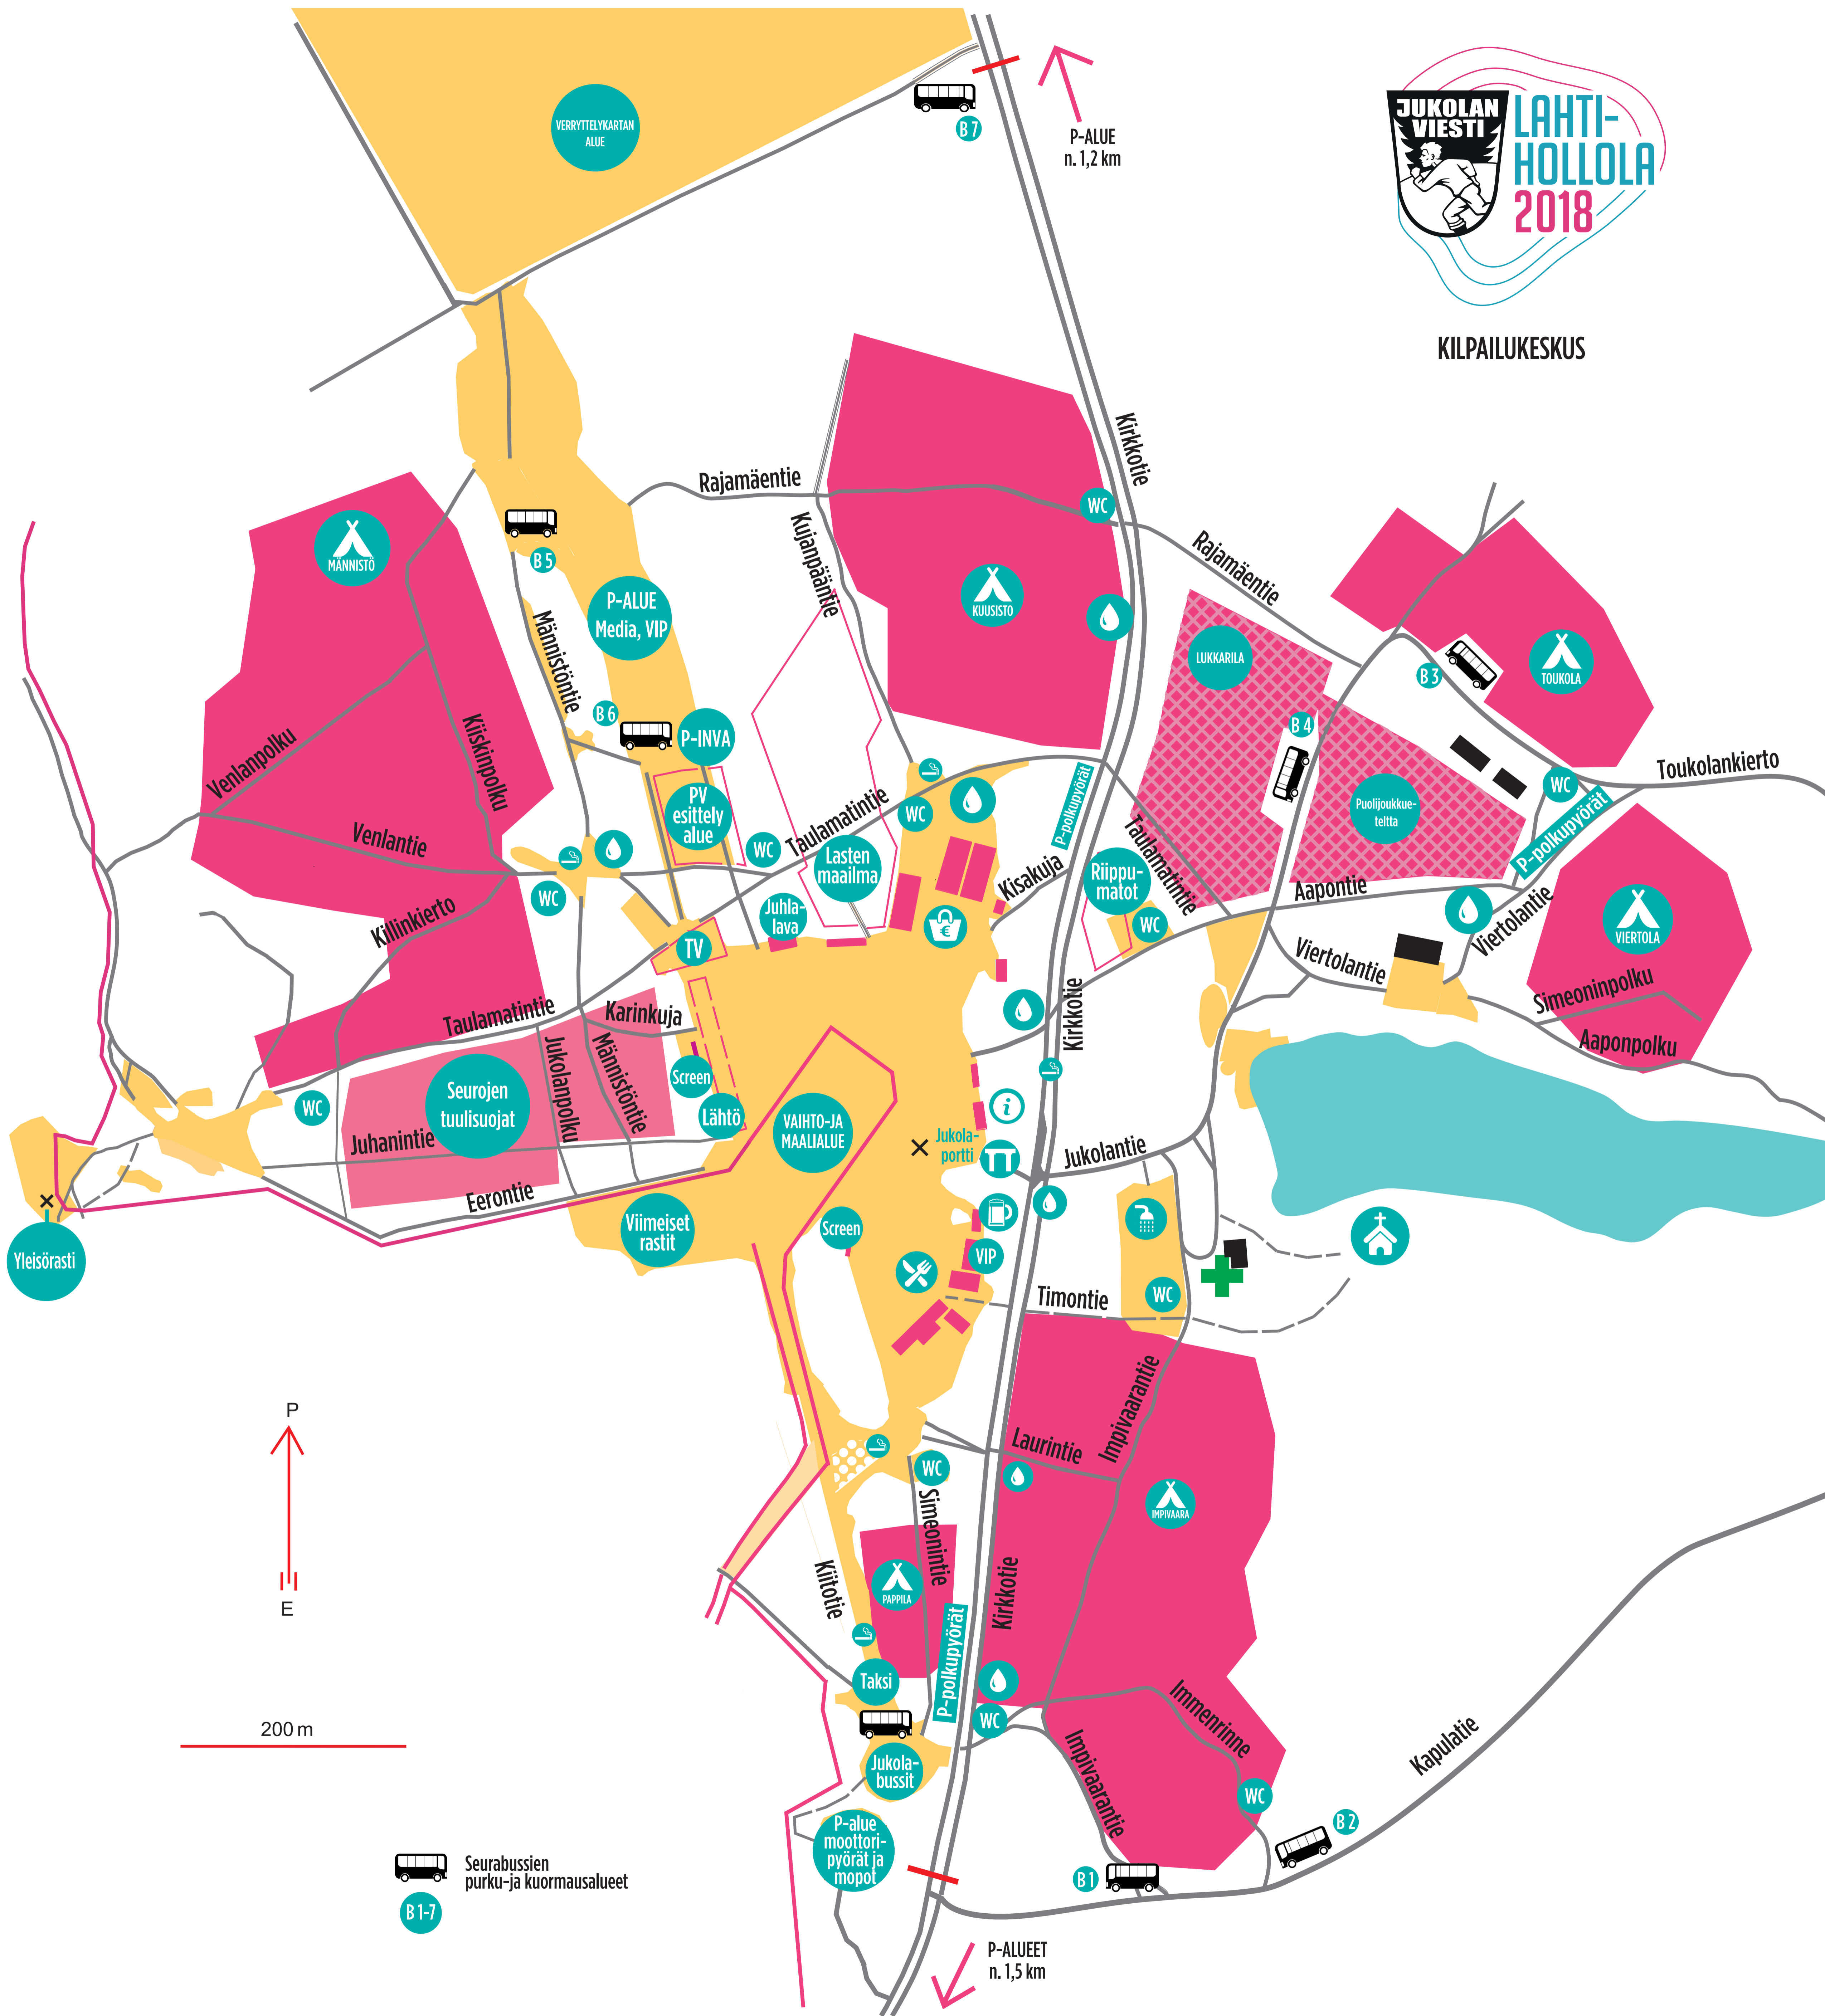 JUKOLAN
VIESTI
LAHTI-
HOLLOLA
2018
KILPAILUKESKUS
VERRYTTELYKARTAN
ALUE
B 7
P-ALUE
n. 1,2 km
Kirkkotie
Rajamäentie
WC
Kujanpääntie
MÄNNISTÖ
B 5
P-ALUE
Media, VIP
KUUSISTO
Rajamäentie
LUKKARILA
TOUKOLA
B 3
Männistöntie
B 6
P-INVA
B 4
Venlanpolku
Kiiskinpolku
Toukolankierto
WC
P-polkupyörät
PV
esittely
alue
Taulamatintie
WC
P-polkupyörät
Puolijoukkue-
teltta
Venlantie
WC
Lasten
maailma
Kisakuja
Riippu-
matot
Taulamatintie
Aapontie
WC
Killinkierto
Juhla-
lava
WC
Viertolantie
VIERTOLA
TV
Viertolantie
Simeoninpolku
Taulamatintie
Karinkuja
Kirkkotie
Aaponpolku
Jukolanpolku
Männistöntie
Screen
Seurojen
tuulisuojat
WC
Lähtö
VAIHTO-JA
MAALIALUE
i
Jukola-
portti
Juhanintie
Jukolantie
Eerontie
Viimeiset
rastit
Screen
VIP
Yleisörasti
Timontie
WC
P
E
Laurintie
Impivaarantie
WC
Simeonintie
IMPIVAARA
Kiitotie
PAPPILA
Kirkkotie
P-polkupyörät
Taksi
WC
Immenrinne
200 m
Jukola-
bussit
Impivaarantie
Kapulatie
WC
P-alue
moottori-
pyörät ja
mopot
B 2
B 1
Seurabussien
purku-ja kuormausalueet
B 1-7
P-ALUEET
n. 1,5 km